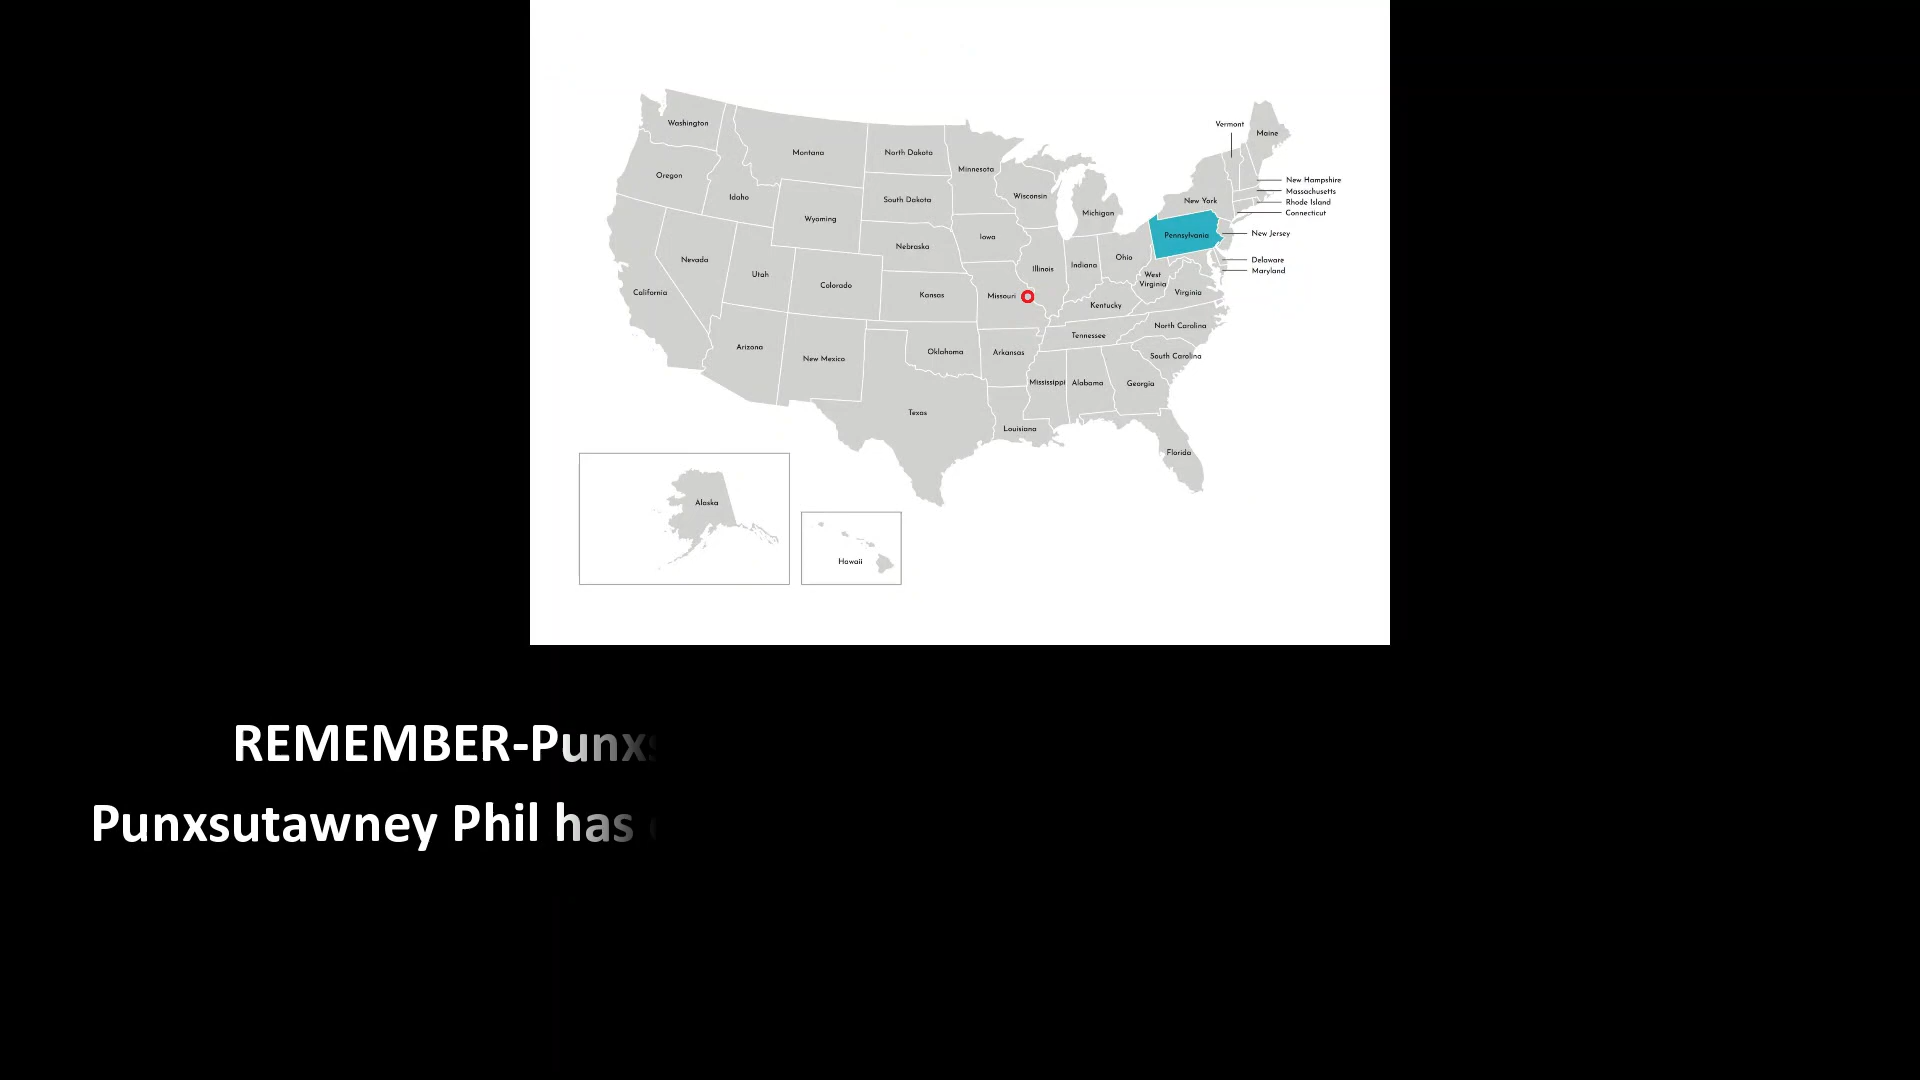 Washington
Montana
North Dakota
Minnesota
Vermont
Maine
Oregon
Idaho
Wyoming
South Dakota
Wisconsin
Michigan
New York
New Hampshire
Massachusetts
Rhode Island
Connecticut
Nebraska
Iowa
Pennsylvania
New Jersey
Nevada
Utah
Colorado
Kansas
Missouri
Illinois
Indiana
Ohio
West
Virginia
Virginia
Delaware
Maryland
California
Kentucky
Arizona
New Mexico
Oklahoma
Arkansas
Tennessee
North Carolina
South Carolina
Texas
Mississippi
Alabama
Georgia
Louisiana
Florida
Alaska
Hawaii
REMEMBER-Punxs
Punxsutawney Phil has